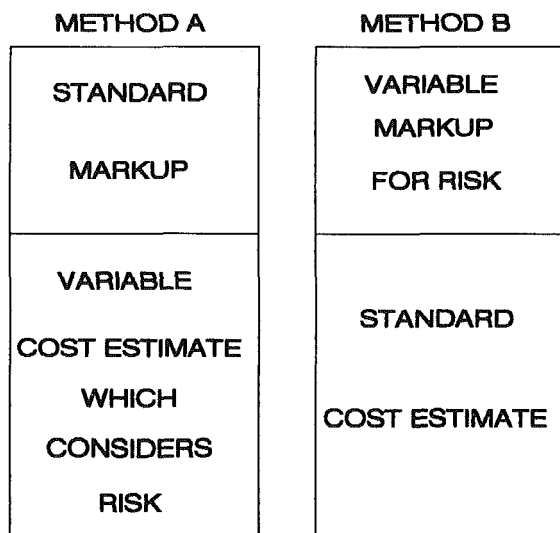 METHOD A
STANDARD
MARKUP
VARIABLE
COST ESTIMATE
WHICH
CONSIDERS
RISK
METHOD B
VARIABLE
MARKUP
FOR RISK
STANDARD
COST ESTIMATE